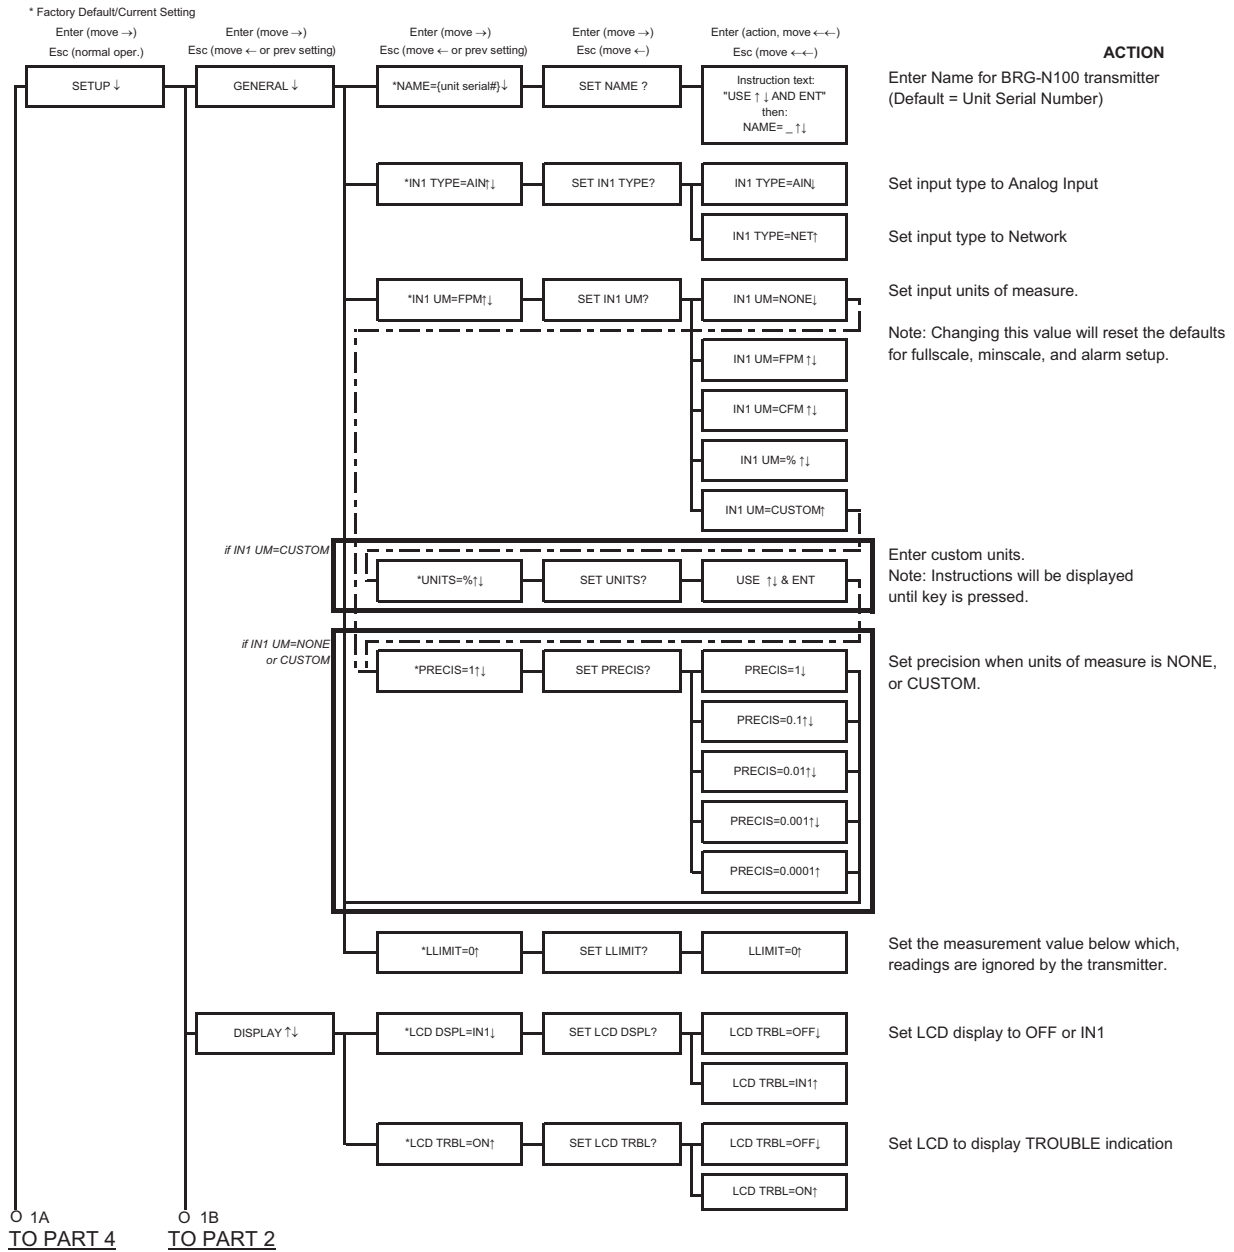 * Factory Default/Current Setting
Enter (move →)
Esc (normal oper.)
Enter (move →)
Esc (move ← or prev setting)
Enter (move →)
Esc (move ← or prev setting)
Enter (move →)
Esc (move ←)
Enter (action, move ←←)
Esc (move ←←)
ACTION
SETUP ↓
GENERAL ↓
*NAME={unit serial#}↓
SET NAME ?
Instruction text:
"USE ↑ ↓ AND ENT"
then:
NAME= _ ↑↓
Enter Name for BRG-N100 transmitter
(Default = Unit Serial Number)
*IN1 TYPE=AIN↑↓
SET IN1 TYPE?
IN1 TYPE=AIN↓
Set input type to Analog Input
IN1 TYPE=NET↑
Set input type to Network
*IN1 UM=FPM↑↓
SET IN1 UM?
IN1 UM=NONE↓
Set input units of measure.
Note: Changing this value will reset the defaults
for fullscale, minscale, and alarm setup.
IN1 UM=FPM ↑↓
IN1 UM=CFM ↑↓
IN1 UM=% ↑↓
IN1 UM=CUSTOM↑
if IN1 UM=CUSTOM
*UNITS=%↑↓
SET UNITS?
USE ↑↓ & ENT
Enter custom units.
Note: Instructions will be displayed
until key is pressed.
if IN1 UM=NONE
or CUSTOM
*PRECIS=1↑↓
SET PRECIS?
PRECIS=1↓
Set precision when units of measure is NONE,
or CUSTOM.
PRECIS=0.1↑↓
PRECIS=0.01↑↓
PRECIS=0.001↑↓
PRECIS=0.0001↑
*LLIMIT=0↑
SET LLIMIT?
LLIMIT=0↑
Set the measurement value below which,
readings are ignored by the transmitter.
DISPLAY ↑↓
*LCD DSPL=IN1↓
SET LCD DSPL?
LCD TRBL=OFF↓
Set LCD display to OFF or IN1
LCD TRBL=IN1↑
*LCD TRBL=ON↑
SET LCD TRBL?
LCD TRBL=OFF↓
Set LCD to display TROUBLE indication
LCD TRBL=ON↑
O 1A
TO PART 4
O 1B
TO PART 2